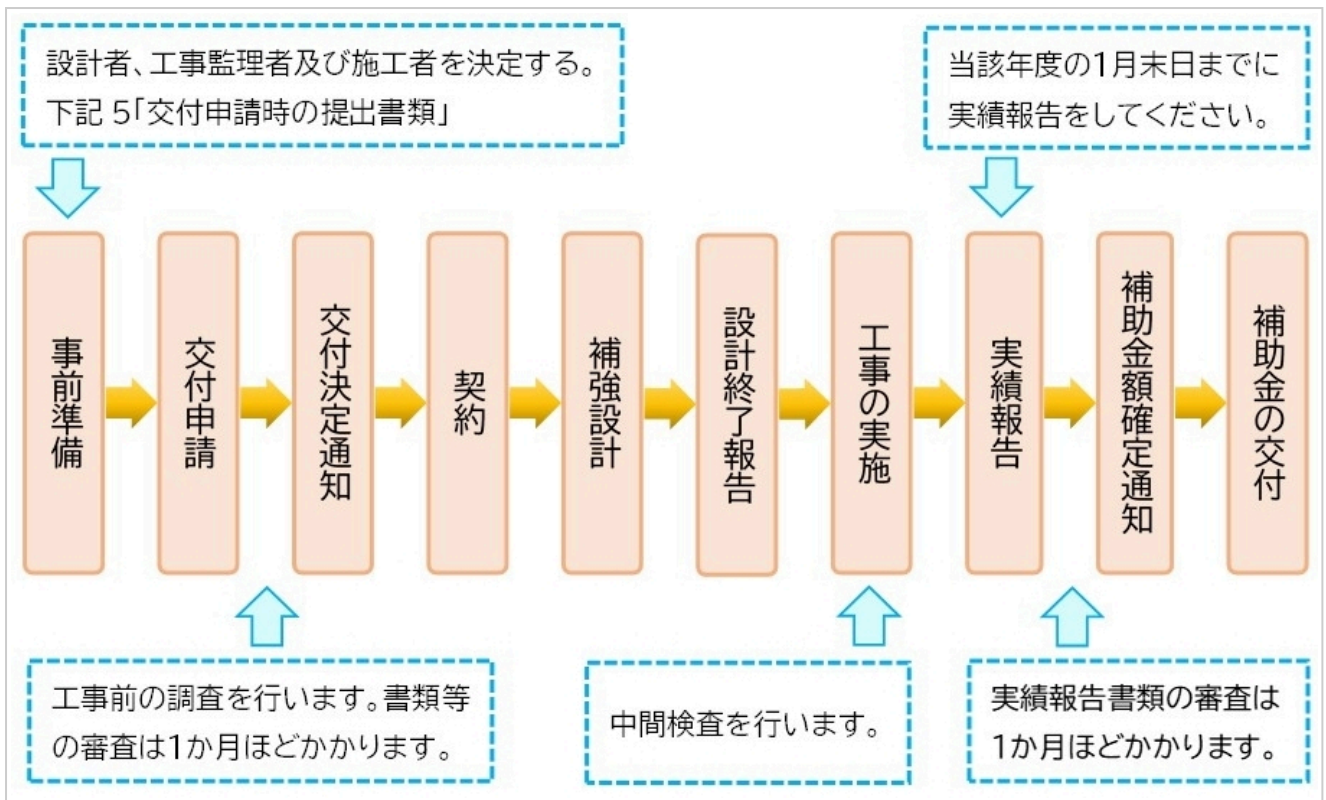 設計者、工事監理者及び施工者を決定する。
下記 5「交付申請時の提出書類」
当該年度の1月末日までに
実績報告をしてください。
事前準備
交付申請
交付決定通知
契約
補強設計
設計終了報告
工事の実施
実績報告
補助金額確定通知
補助金の交付
工事前の調査を行います。書類等
の審査は1か月ほどかかります。
中間検査を行います。
実績報告書類の審査は
1か月ほどかかります。